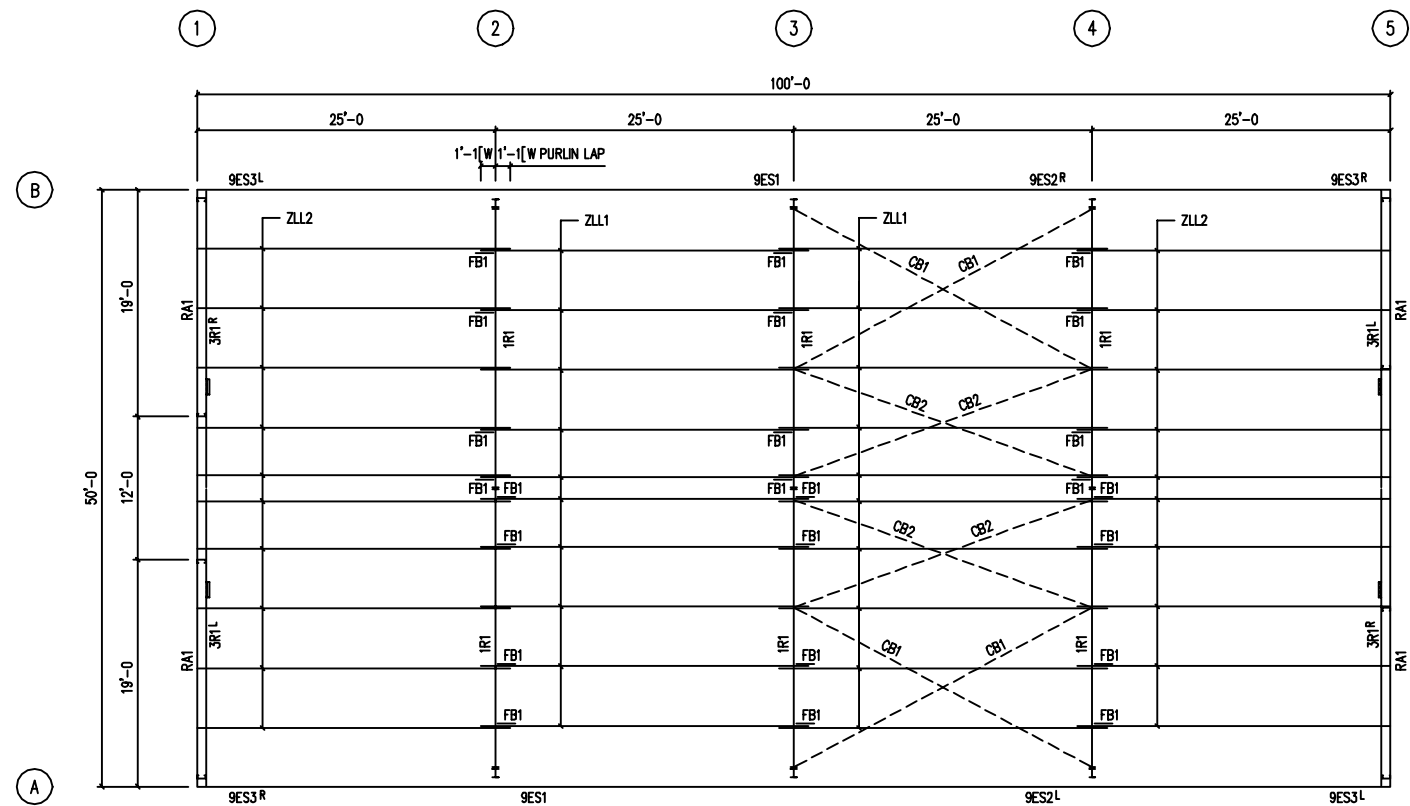 1 2 3 4 5
100'-0
25'-0 25'-0 25'-0 25'-0
1'-1[W 1'-1[W PURLIN LAP
B 9ES3L 9ES1 9ES2R 9ES3R
ZLL2 ZLL1 ZLL1 ZLL2
FB1 FB1 FB1
CB1 CB1
19'-0
RA1 RA1
FB1 FB1 FB1
3R1R 1R1 1R1 1R1 3R1L
CB2 CB2
FB1 FB1 FB1
50'-0 12'-0
FB1 FB1 FB1 FB1 FB1 FB1
CB2 CB2
FB1 FB1 FB1
3R1L 1R1 1R1 1R1 3R1R
CB1 CB1
RA1 RA1
FB1 FB1 FB1
19'-0
FB1 FB1 FB1
A 9ES3R 9ES1 9ES2L 9ES3L